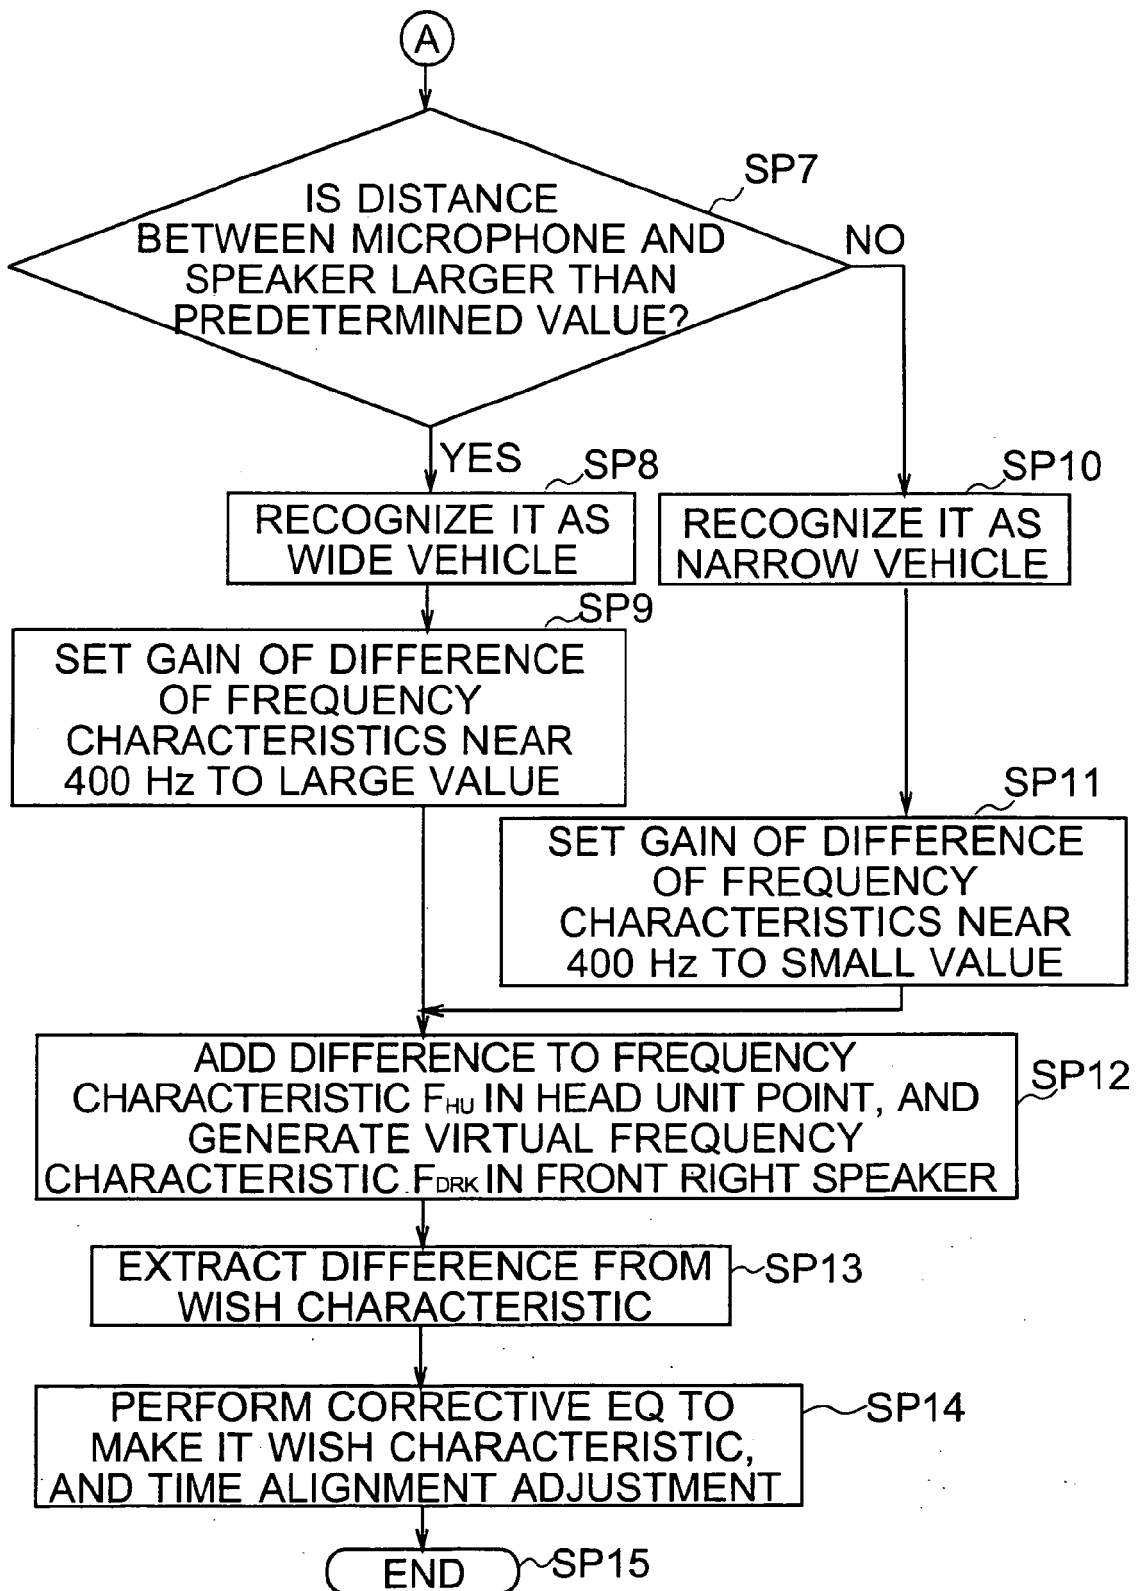 A
SP7
IS DISTANCE
BETWEEN MICROPHONE AND
SPEAKER LARGER THAN
PREDETERMINED VALUE?
NO
YES
SP8
RECOGNIZE IT AS
WIDE VEHICLE
SP10
RECOGNIZE IT AS
NARROW VEHICLE
SP9
SET GAIN OF DIFFERENCE
OF FREQUENCY
CHARACTERISTICS NEAR
400 Hz TO LARGE VALUE
SP11
SET GAIN OF DIFFERENCE
OF FREQUENCY
CHARACTERISTICS NEAR
400 Hz TO SMALL VALUE
ADD DIFFERENCE TO FREQUENCY
CHARACTERISTIC FHU IN HEAD UNIT POINT, AND
GENERATE VIRTUAL FREQUENCY
CHARACTERISTIC FDRK IN FRONT RIGHT SPEAKER
SP12
EXTRACT DIFFERENCE FROM
WISH CHARACTERISTIC
SP13
PERFORM CORRECTIVE EQ TO
MAKE IT WISH CHARACTERISTIC,
AND TIME ALIGNMENT ADJUSTMENT
SP14
END
SP15